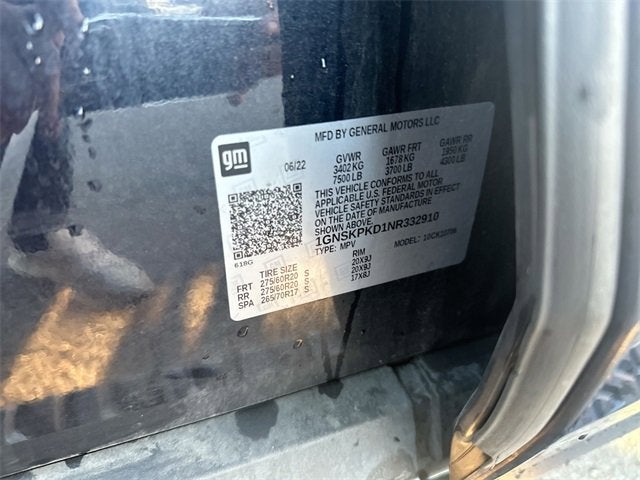 MFD BY GENERAL MOTORS LLC
gm
06/22
GVWR GAWR FRT GAWR RR
3402 KG 1678 KG 1950 KG
7500 LB 3700 LB 4300 LB
THIS VEHICLE CONFORMS TO ALL
APPLICABLE U.S. FEDERAL MOTOR
VEHICLE SAFETY STANDARDS IN
EFFECT ON THE DATE OF MANUFACTURE
SHOWN ABOVE.
1GNSKPKD1NR332910
TYPE: MPV MODEL: 10CK10706
618G
TIRE SIZE RIM
FRT 275/60R20 S 20X9J
RR 275/60R20 S 20X9J
SPA 265/70R17 S 17X8J